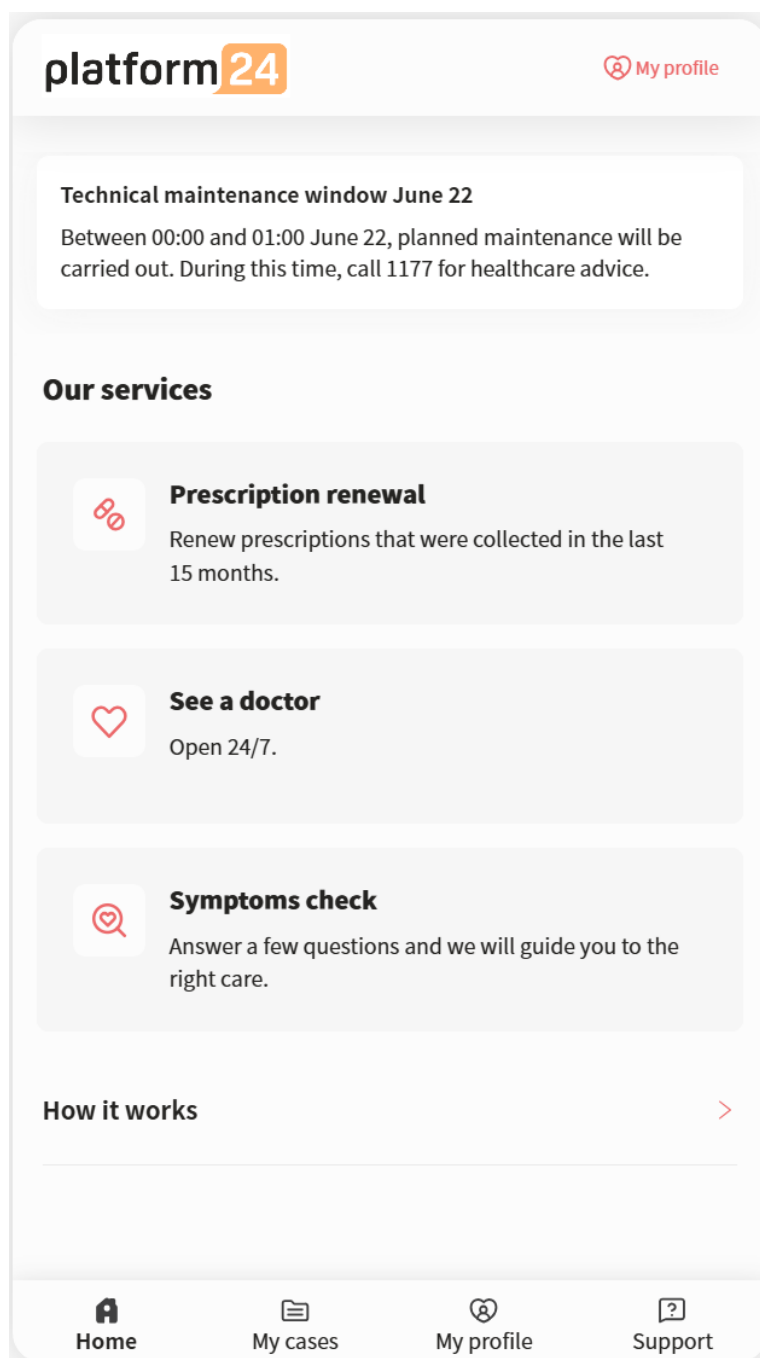 platform24
My profile
Technical maintenance window June 22
Between 00:00 and 01:00 June 22, planned maintenance will be
carried out. During this time, call 1177 for healthcare advice.
Our services
Prescription renewal
Renew prescriptions that were collected in the last
15 months.
See a doctor
Open 24/7.
Symptoms check
Answer a few questions and we will guide you to the
right care.
How it works
Home
My cases
My profile
Support